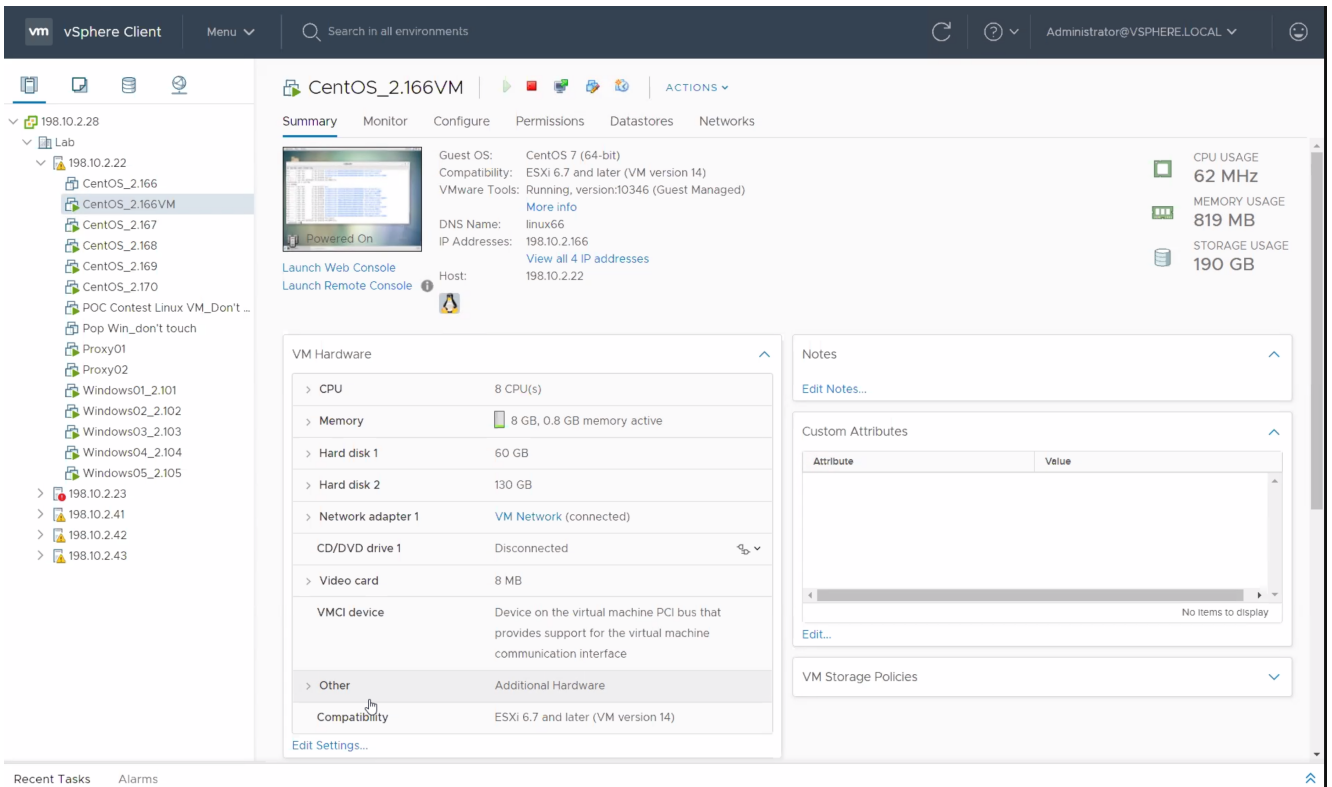 vm vSphere Client Menu Search in all environments Administrator@VSPHERE.LOCAL
198.10.2.28
Lab
198.10.2.22
CentOS_2.166
CentOS_2.166VM
CentOS_2.167
CentOS_2.168
CentOS_2.169
CentOS_2.170
POC Contest Linux VM_Don't ...
Pop Win_don't touch
Proxy01
Proxy02
Windows01_2.101
Windows02_2.102
Windows03_2.103
Windows04_2.104
Windows05_2.105
198.10.2.23
198.10.2.41
198.10.2.42
198.10.2.43
CentOS_2.166VM ACTIONS
Summary Monitor Configure Permissions Datastores Networks
Powered On
Launch Web Console
Launch Remote Console
Guest OS: CentOS 7 (64-bit)
Compatibility: ESXi 6.7 and later (VM version 14)
VMware Tools: Running, version:10346 (Guest Managed)
More info
DNS Name: linux66
IP Addresses: 198.10.2.166
View all 4 IP addresses
Host: 198.10.2.22
CPU USAGE
62 MHz
MEMORY USAGE
819 MB
STORAGE USAGE
190 GB
VM Hardware
CPU 8 CPU(s)
Memory 8 GB, 0.8 GB memory active
Hard disk 1 60 GB
Hard disk 2 130 GB
Network adapter 1 VM Network (connected)
CD/DVD drive 1 Disconnected
Video card 8 MB
VMCI device Device on the virtual machine PCI bus that
provides support for the virtual machine
communication interface
Other Additional Hardware
Compatibility ESXi 6.7 and later (VM version 14)
Edit Settings...
Notes
Edit Notes...
Custom Attributes
Attribute Value
No items to display
Edit...
VM Storage Policies
Recent Tasks Alarms